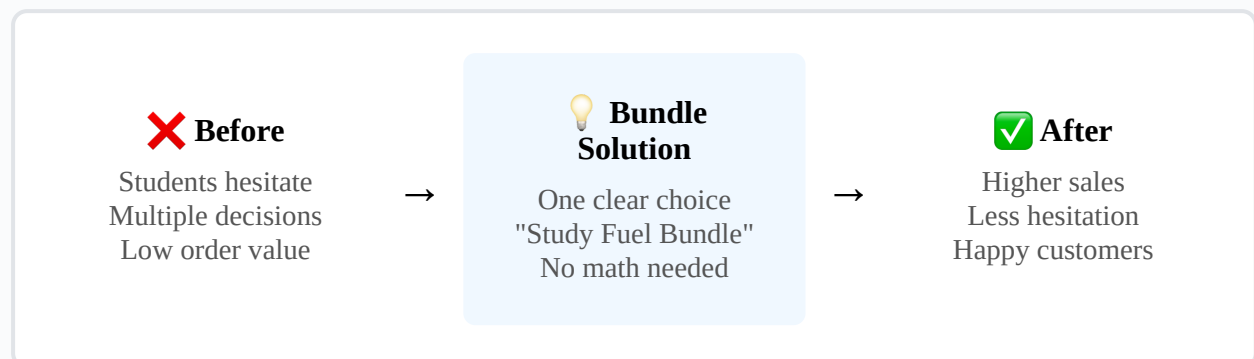 ❌ Before
Students hesitate
Multiple decisions
Low order value
→
💡 Bundle
Solution
One clear choice
"Study Fuel Bundle"
No math needed
→
✅ After
Higher sales
Less hesitation
Happy customers